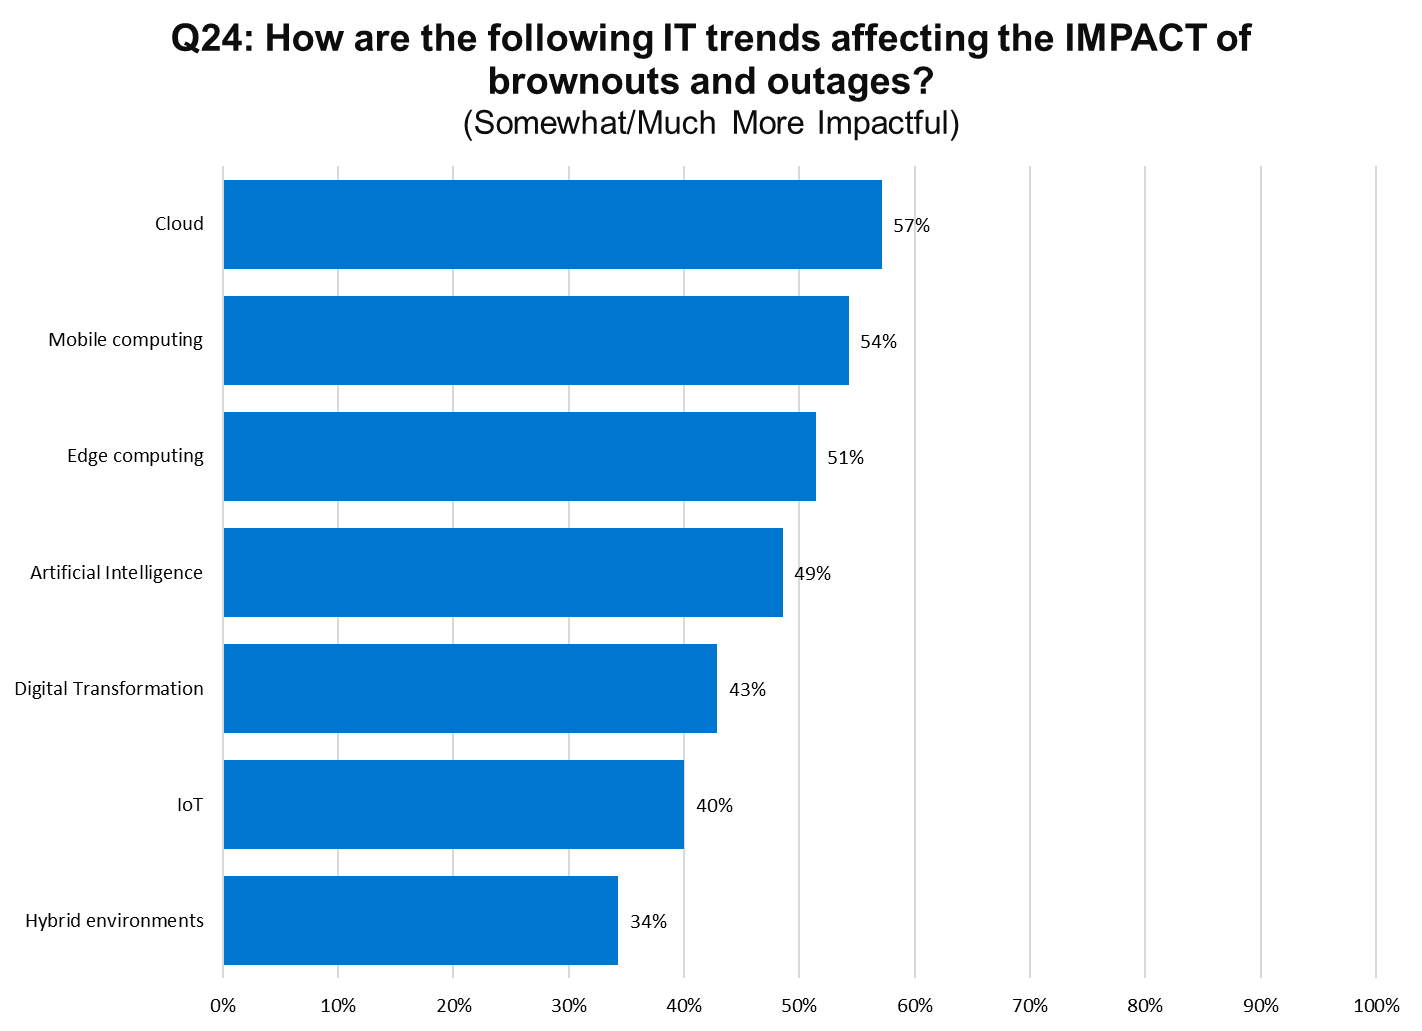 Q24: How are the following IT trends affecting the IMPACT of
brownouts and outages?
(Somewhat/Much More Impactful)
Cloud
57%
Mobile computing
54%
Edge computing
51%
Artificial Intelligence
49%
Digital Transformation
43%
IoT
40%
Hybrid environments
34%
0% 10% 20% 30% 40% 50% 60% 70% 80% 90% 100%